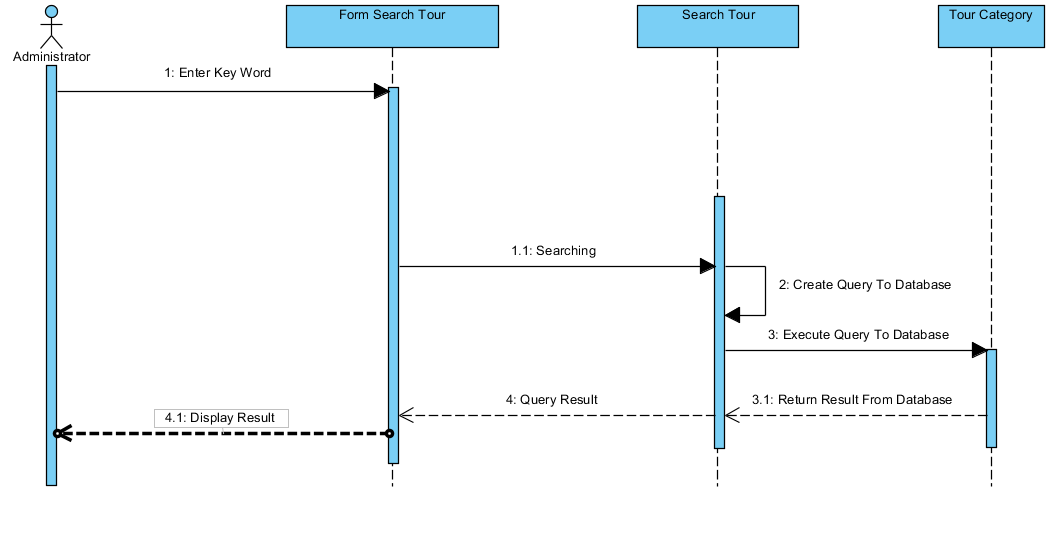 Form Search Tour
Search Tour
Tour Category
Administrator
1: Enter Key Word
1.1: Searching
2: Create Query To Database
3: Execute Query To Database
3.1: Return Result From Database
4: Query Result
4.1: Display Result